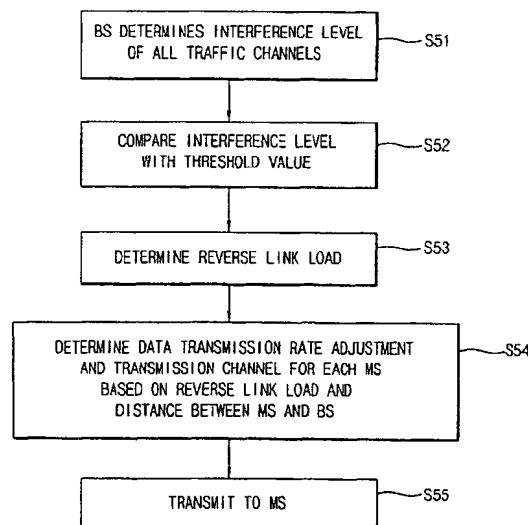 BS DETERMINES INTERFERENCE LEVEL
OF ALL TRAFFIC CHANNELS
S51
COMPARE INTERFERENCE LEVEL
WITH THRESHOLD VALUE
S52
DETERMINE REVERSE LINK LOAD
S53
DETERMINE DATA TRANSMISSION RATE ADJUSTMENT
AND TRANSMISSION CHANNEL FOR EACH MS
BASED ON REVERSE LINK LOAD AND
DISTANCE BETWEEN MS AND BS
S54
TRANSMIT TO MS
S55